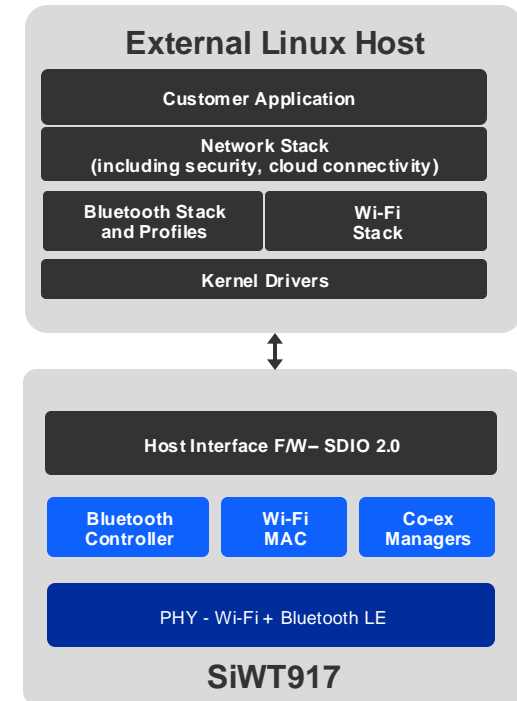 External Linux Host
Customer Application
Network Stack
(including security, cloud connectivity)
Bluetooth Stack
and Profiles
Wi-Fi
Stack
Kernel Drivers
Host Interface F/W– SDIO 2.0
Bluetooth
Controller
Wi-Fi
MAC
Co-ex
Managers
PHY - Wi-Fi + Bluetooth LE
SiWT917